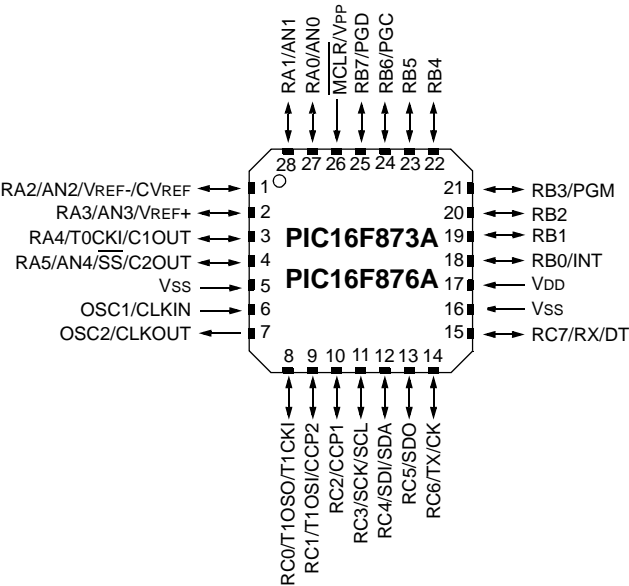 RA1/AN1
RA0/AN0
MCLR/VPP
RB7/PGD
RB6/PGC
RB5
RB4
28 27 26 25 24 23 22
RA2/AN2/VREF-/CVREF 1
RA3/AN3/VREF+ 2
RA4/T0CKI/C1OUT 3
RA5/AN4/SS/C2OUT 4
VSS 5
OSC1/CLKIN 6
OSC2/CLKOUT 7
PIC16F873A
PIC16F876A
21 RB3/PGM
20 RB2
19 RB1
18 RB0/INT
17 VDD
16 VSS
15 RC7/RX/DT
8 9 10 11 12 13 14
RC0/T1OSO/T1CKI
RC1/T1OSI/CCP2
RC2/CCP1
RC3/SCK/SCL
RC4/SDI/SDA
RC5/SDO
RC6/TX/CK